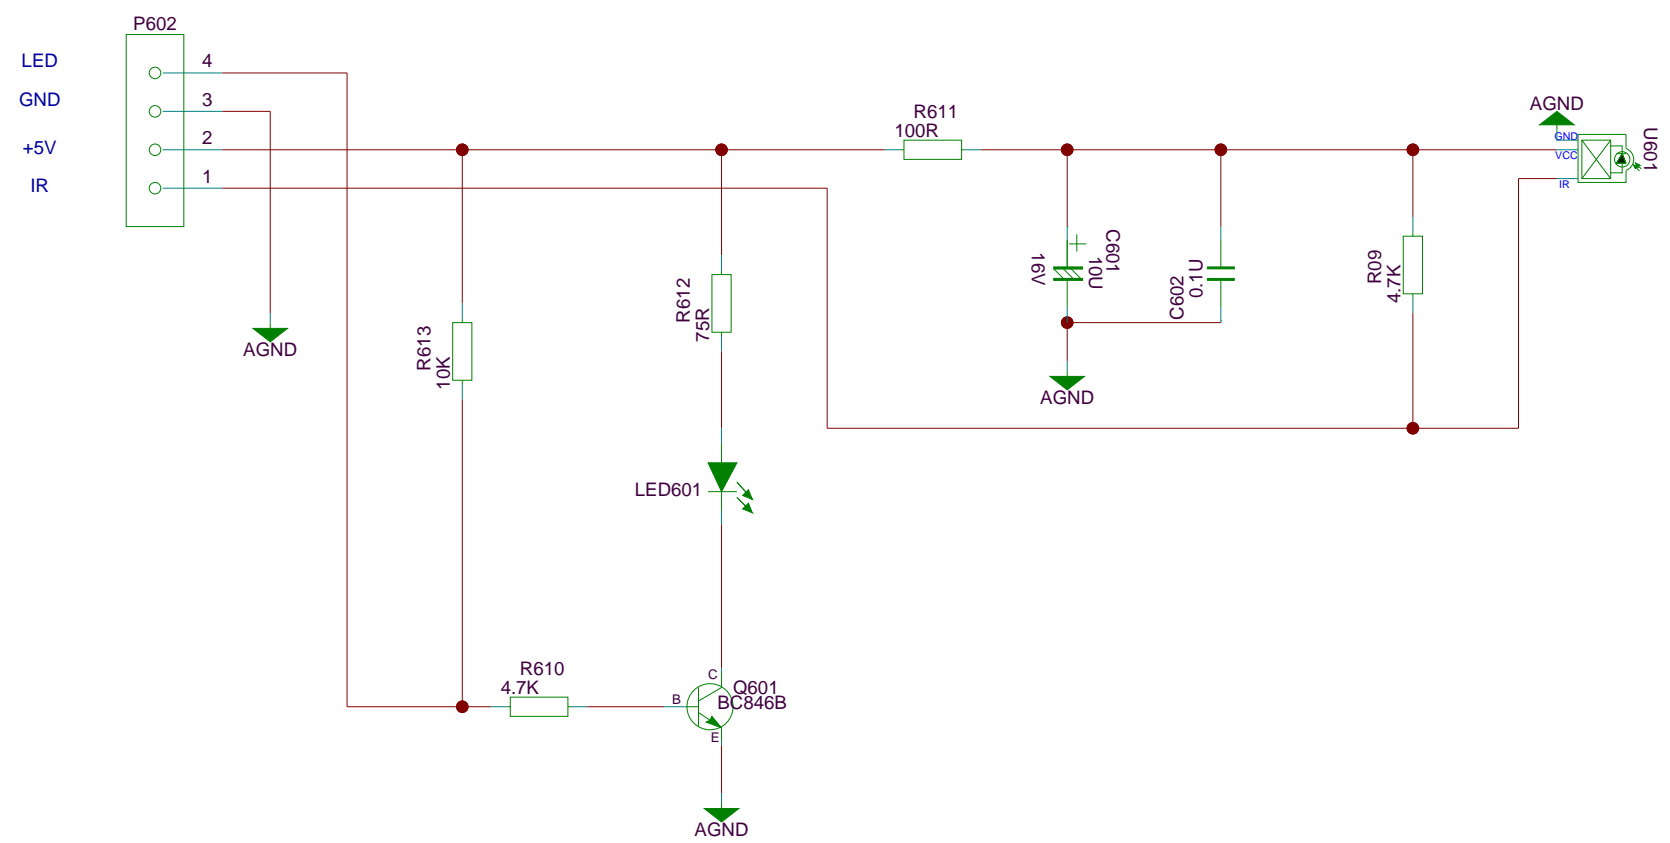 P602
LED
4
GND
3
+5V
2
IR
1
AGND
R613
10K
R612
75R
LED601
R610
4.7K
C
B
E
Q601
BC846B
AGND
R611
100R
C601
10U
16V
C602
0.1U
AGND
R09
4.7K
AGND
GND
VCC
IR
U601